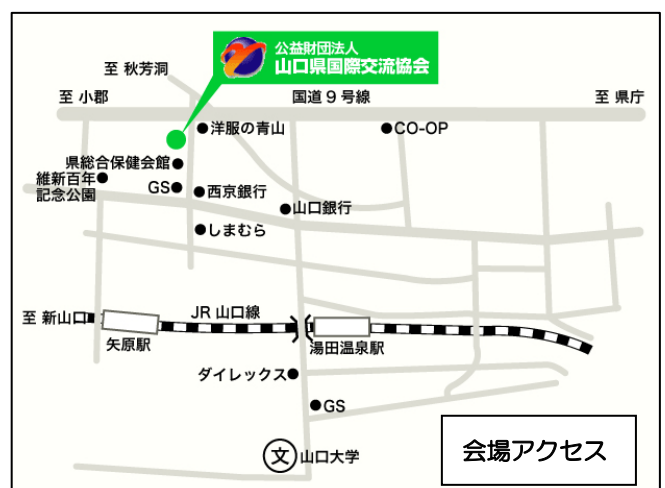 公益財団法人
山口県国際交流協会
至 秋芳洞
至 小郡
国道9号線
至 県庁
洋服の青山
CO-OP
県総合保健会館
維新百年
記念公園
GS
西京銀行
山口銀行
しまむら
至 新山口
JR 山口線
矢原駅
湯田温泉駅
ダイレックス
GS
文
山口大学
会場アクセス